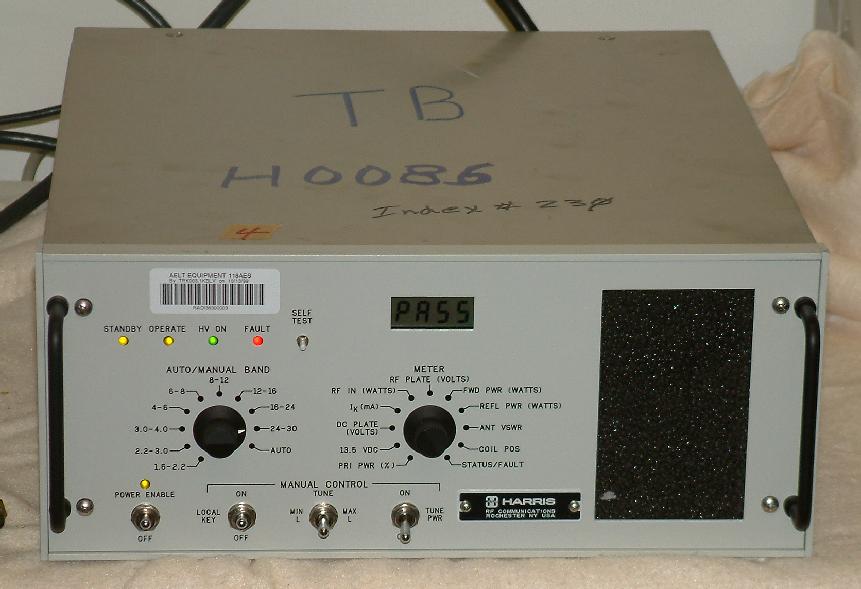 TB
H0086
Index # 230
4
AELT EQUIPMENT 118AE9
PASS
SELF
TEST
STANDBY OPERATE HV ON FAULT
AUTO/MANUAL BAND
8-12
6-8 12-16
4-6 16-24
3.0-4.0 24-30
2.2-3.0 AUTO
1.6-2.2
METER
RF PLATE (VOLTS)
RF IN (WATTS) FWD PWR (WATTS)
IK (mA) REFL PWR (WATTS)
DC PLATE
(VOLTS) ANT VSWR
13.5 VDC COIL POS
PRI PWR (%) STATUS/FAULT
POWER ENABLE
OFF
MANUAL CONTROL
ON TUNE ON
LOCAL
KEY
OFF
MIN
L
MAX
L
TUNE
PWR
HARRIS
RF COMMUNICATIONS
ROCHESTER NY USA